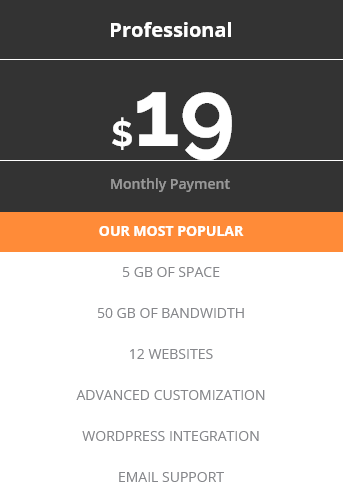 Professional
$19
Monthly Payment
OUR MOST POPULAR
5 GB OF SPACE
50 GB OF BANDWIDTH
12 WEBSITES
ADVANCED CUSTOMIZATION
WORDPRESS INTEGRATION
EMAIL SUPPORT